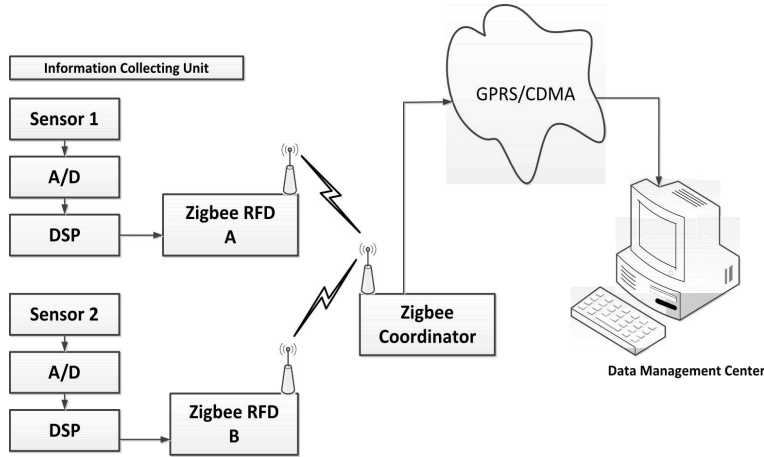 Information Collecting Unit
Sensor 1
A/D
DSP
Zigbee RFD
A
Sensor 2
A/D
DSP
Zigbee RFD
B
Zigbee
Coordinator
GPRS/CDMA
Data Management Center